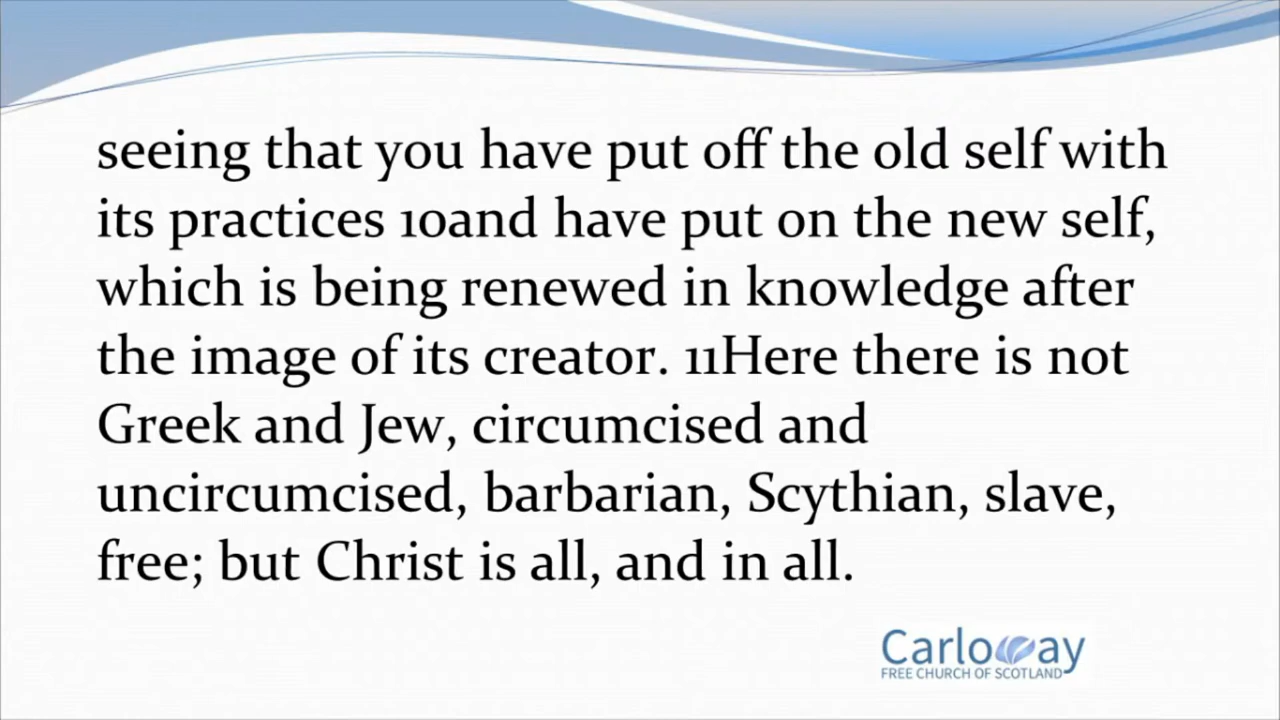 seeing that you have put off the old self with
its practices 10and have put on the new self,
which is being renewed in knowledge after
the image of its creator. 11Here there is not
Greek and Jew, circumcised and
uncircumcised, barbarian, Scythian, slave,
free; but Christ is all, and in all.
Carloway
FREE CHURCH OF SCOTLAND